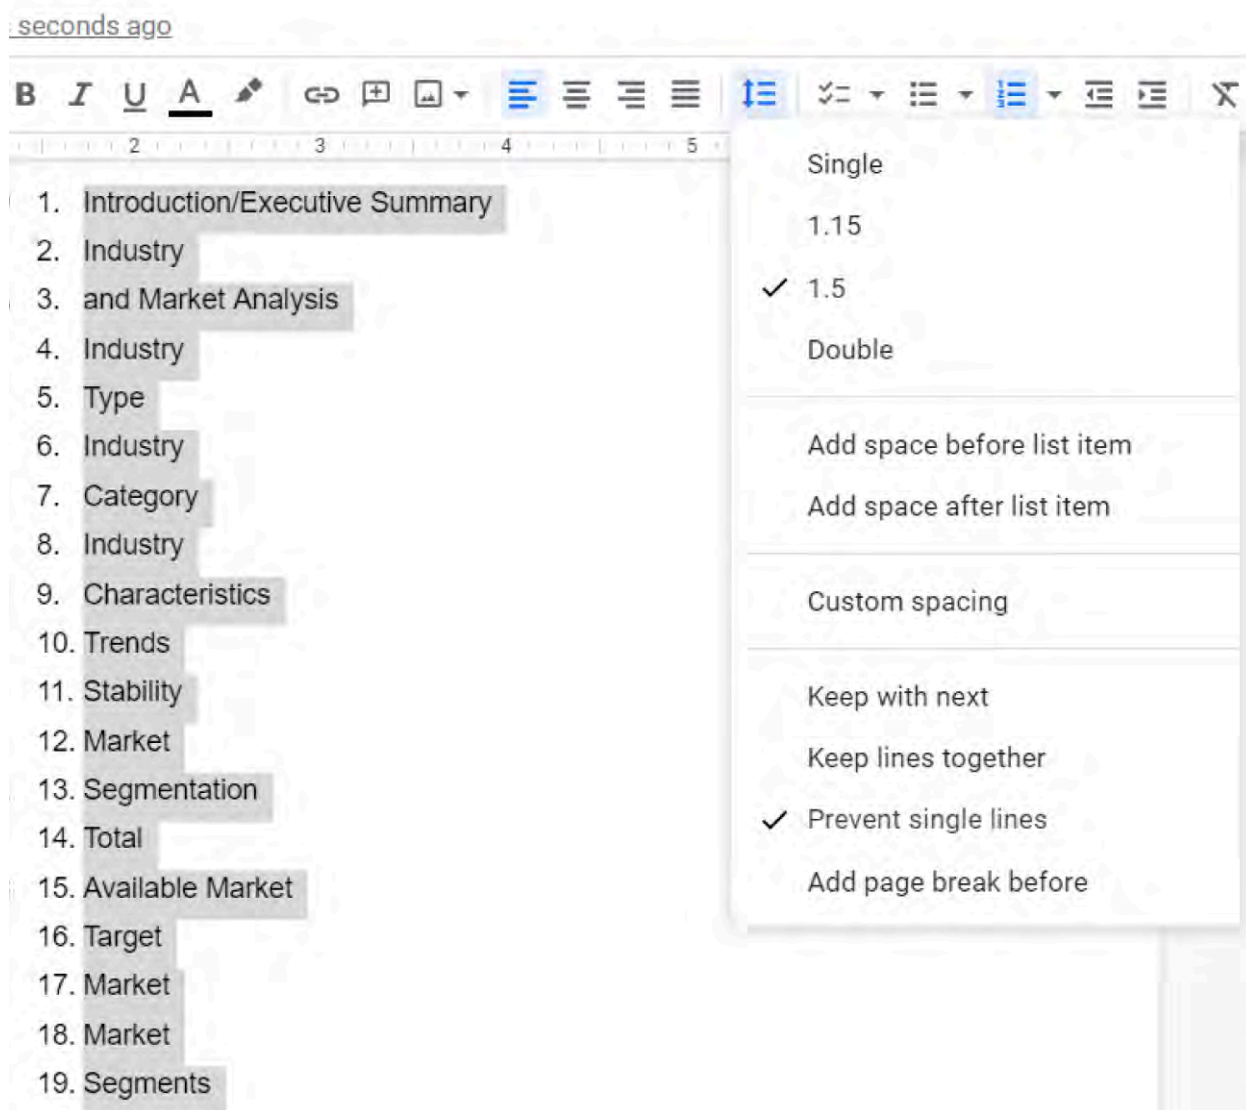 seconds ago
B I U A
2 3 4 5
1. Introduction/Executive Summary
2. Industry
3. and Market Analysis
4. Industry
5. Type
6. Industry
7. Category
8. Industry
9. Characteristics
10. Trends
11. Stability
12. Market
13. Segmentation
14. Total
15. Available Market
16. Target
17. Market
18. Market
19. Segments
Single
1.15
1.5
Double
Add space before list item
Add space after list item
Custom spacing
Keep with next
Keep lines together
Prevent single lines
Add page break before